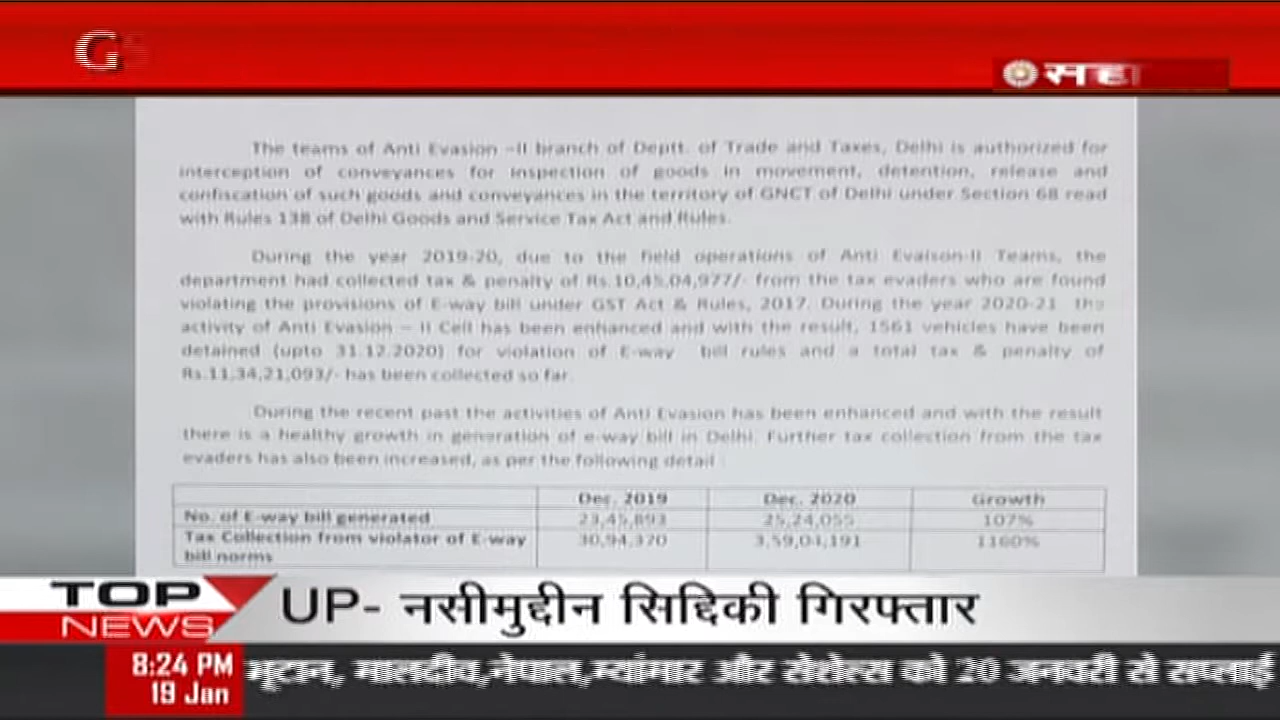 सहा
The teams of Anti Evasion –II branch of Deptt. of Trade and Taxes, Delhi is authorized for
interception of conveyances for inspection of goods in movement, detention, release and
confiscation of such goods and conveyances in the territory of GNCT of Delhi under Section 68 read
with Rules 138 of Delhi Goods and Service Tax Act and Rules.
During the year 2019-20, due to the field operations of Anti Evaison-II Teams, the
department had collected tax & penalty of Rs.10,45,04,977/- from the tax evaders who are found
violating the provisions of E-way bill under GST Act & Rules, 2017. During the year 2020-21 the
activity of Anti Evasion – II Cell has been enhanced and with the result, 1561 vehicles have been
detained (upto 31.12.2020) for violation of E-way bill rules and a total tax & penalty of
Rs.11,34,21,093/- has been collected so far.
During the recent past the activities of Anti Evasion has been enhanced and with the result
there is a healthy growth in generation of e-way bill in Delhi. Further tax collection from the tax
evaders has also been increased, as per the following detail :
Dec. 2019 Dec. 2020 Growth
No. of E-way bill generated 23,45,893 25,24,055 107%
Tax Collection from violator of E-way bill norms 30,94,370 3,59,04,191 1160%
TOP NEWS
UP- नसीमुद्दीन सिद्दिकी गिरफ्तार
8:24 PM
19 Jan
भूटान, मालदीव,नेपाल,म्यांमार और सेशेल्स को 20 जनवरी से सप्लाई